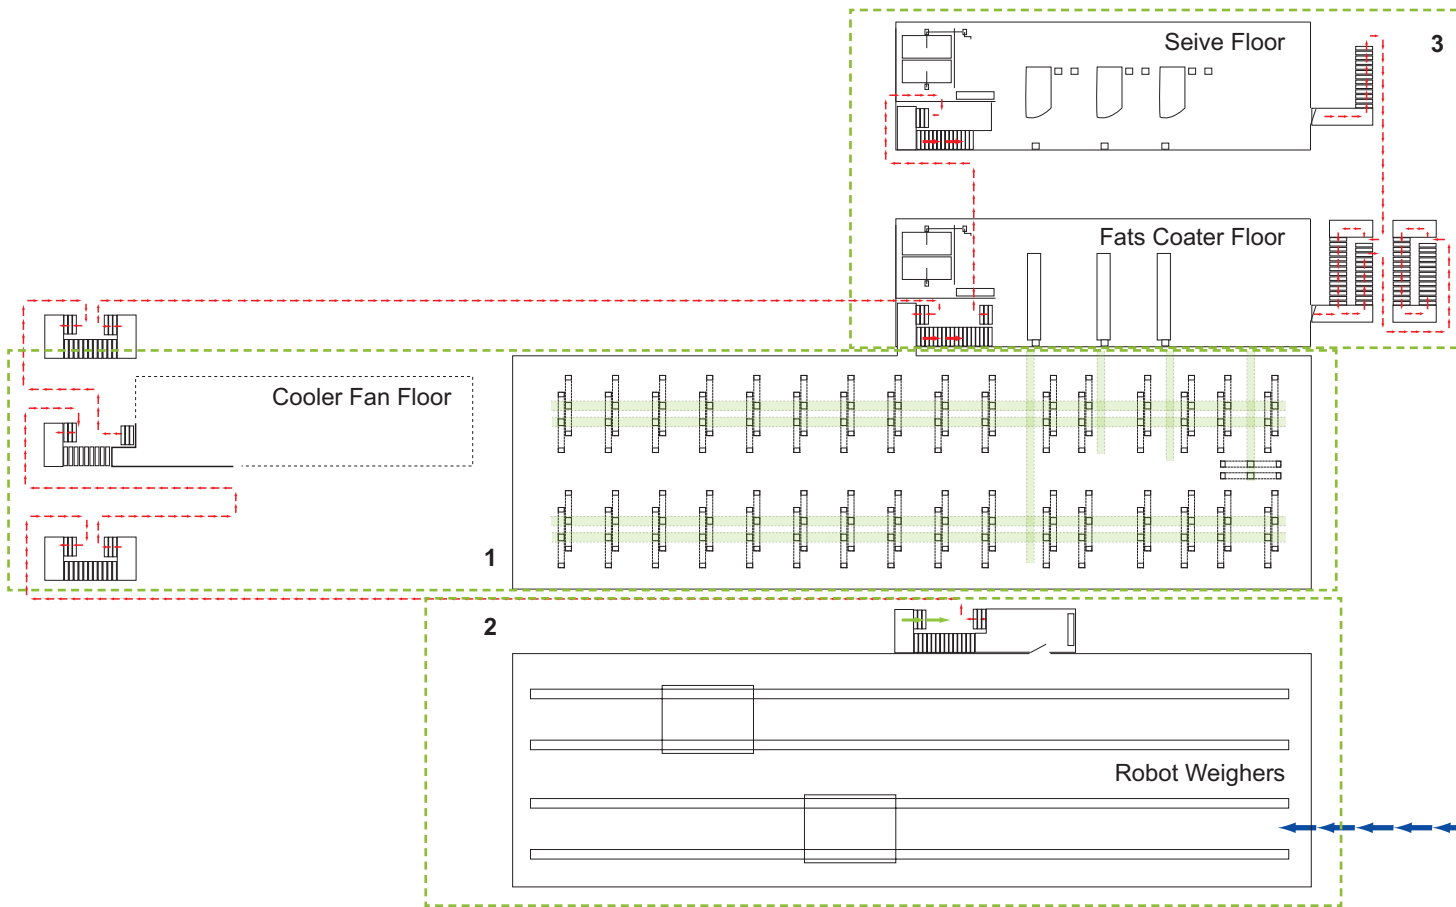 Seive Floor
3
Fats Coater Floor
Cooler Fan Floor
1
2
Robot Weighers